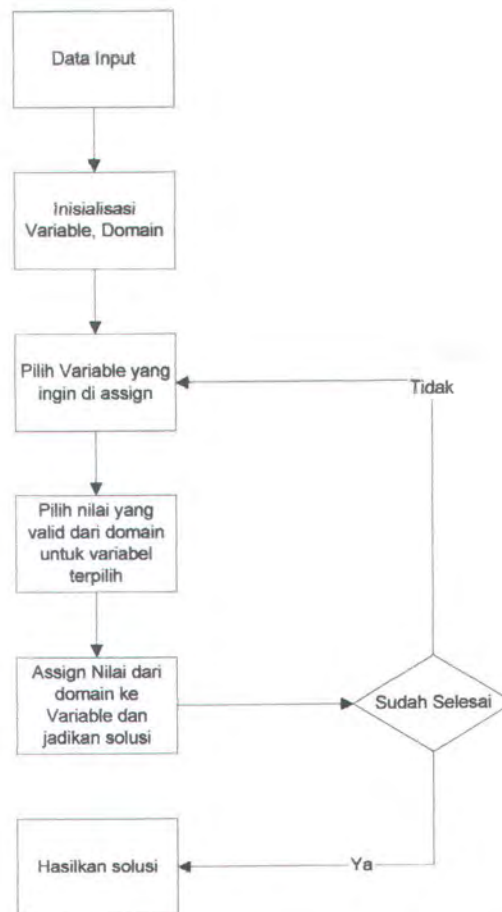 Data Input
Inisialisasi
Variable, Domain
Pilih Variable yang
ingin di assign
Tidak
Pilih nilai yang
valid dari domain
untuk variabel
terpilih
Assign Nilai dari
domain ke
Variable dan
jadikan solusi
Sudah Selesai
Hasilkan solusi
Ya